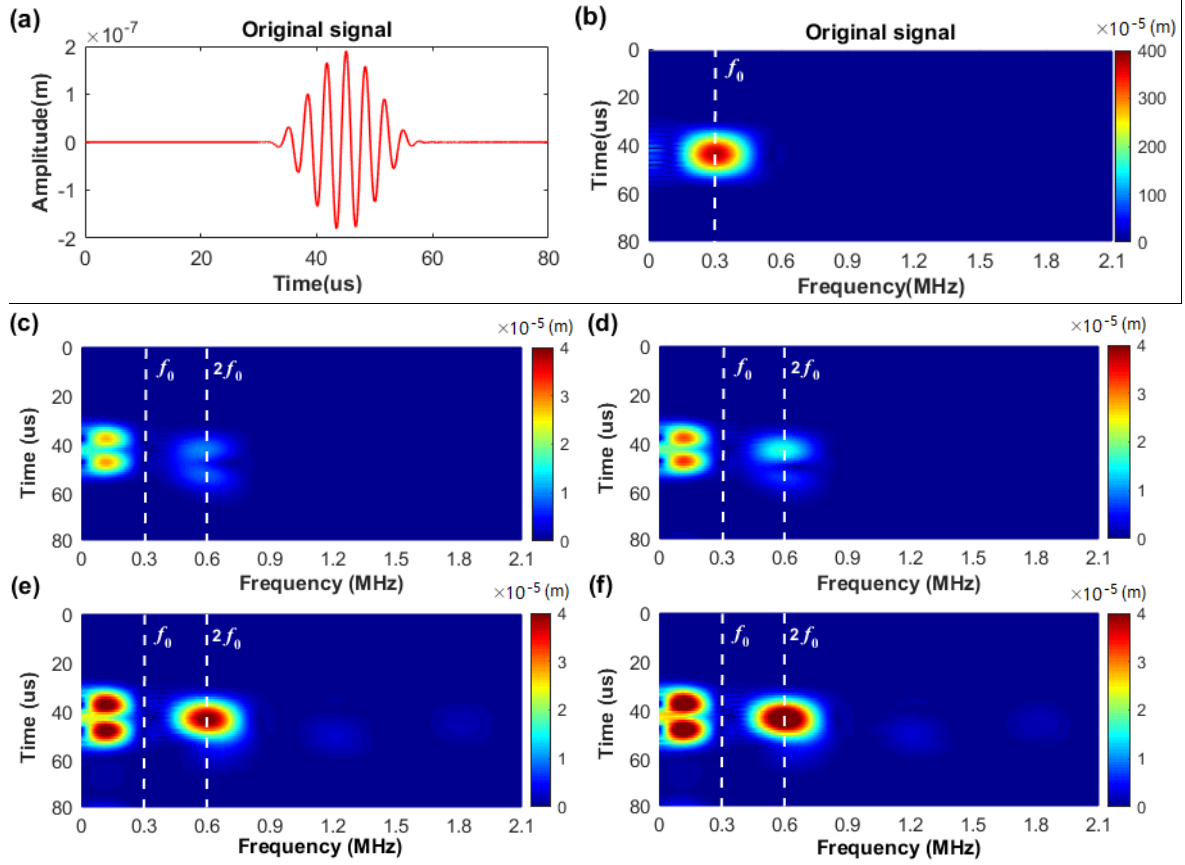 (a)
Original signal
×10⁻⁷
Amplitude(m)
2
1
0
-1
-2
0 20 40 60 80
Time(us)
(b)
Original signal
×10⁻⁵ (m)
f₀
Time(us)
0
20
40
60
80
0 0.3 0.6 0.9 1.2 1.5 1.8 2.1
Frequency(MHz)
400
300
200
100
0
(c)
×10⁻⁵ (m)
f₀ 2f₀
Time (us)
0
20
40
60
80
0 0.3 0.6 0.9 1.2 1.5 1.8 2.1
Frequency (MHz)
4
3
2
1
0
(d)
×10⁻⁵ (m)
f₀ 2f₀
Time (us)
0
20
40
60
80
0 0.3 0.6 0.9 1.2 1.5 1.8 2.1
Frequency (MHz)
4
3
2
1
0
(e)
×10⁻⁵ (m)
f₀ 2f₀
Time (us)
0
20
40
60
80
0 0.3 0.6 0.9 1.2 1.5 1.8 2.1
Frequency (MHz)
4
3
2
1
0
(f)
×10⁻⁵ (m)
f₀ 2f₀
Time (us)
0
20
40
60
80
0 0.3 0.6 0.9 1.2 1.5 1.8 2.1
Frequency (MHz)
4
3
2
1
0